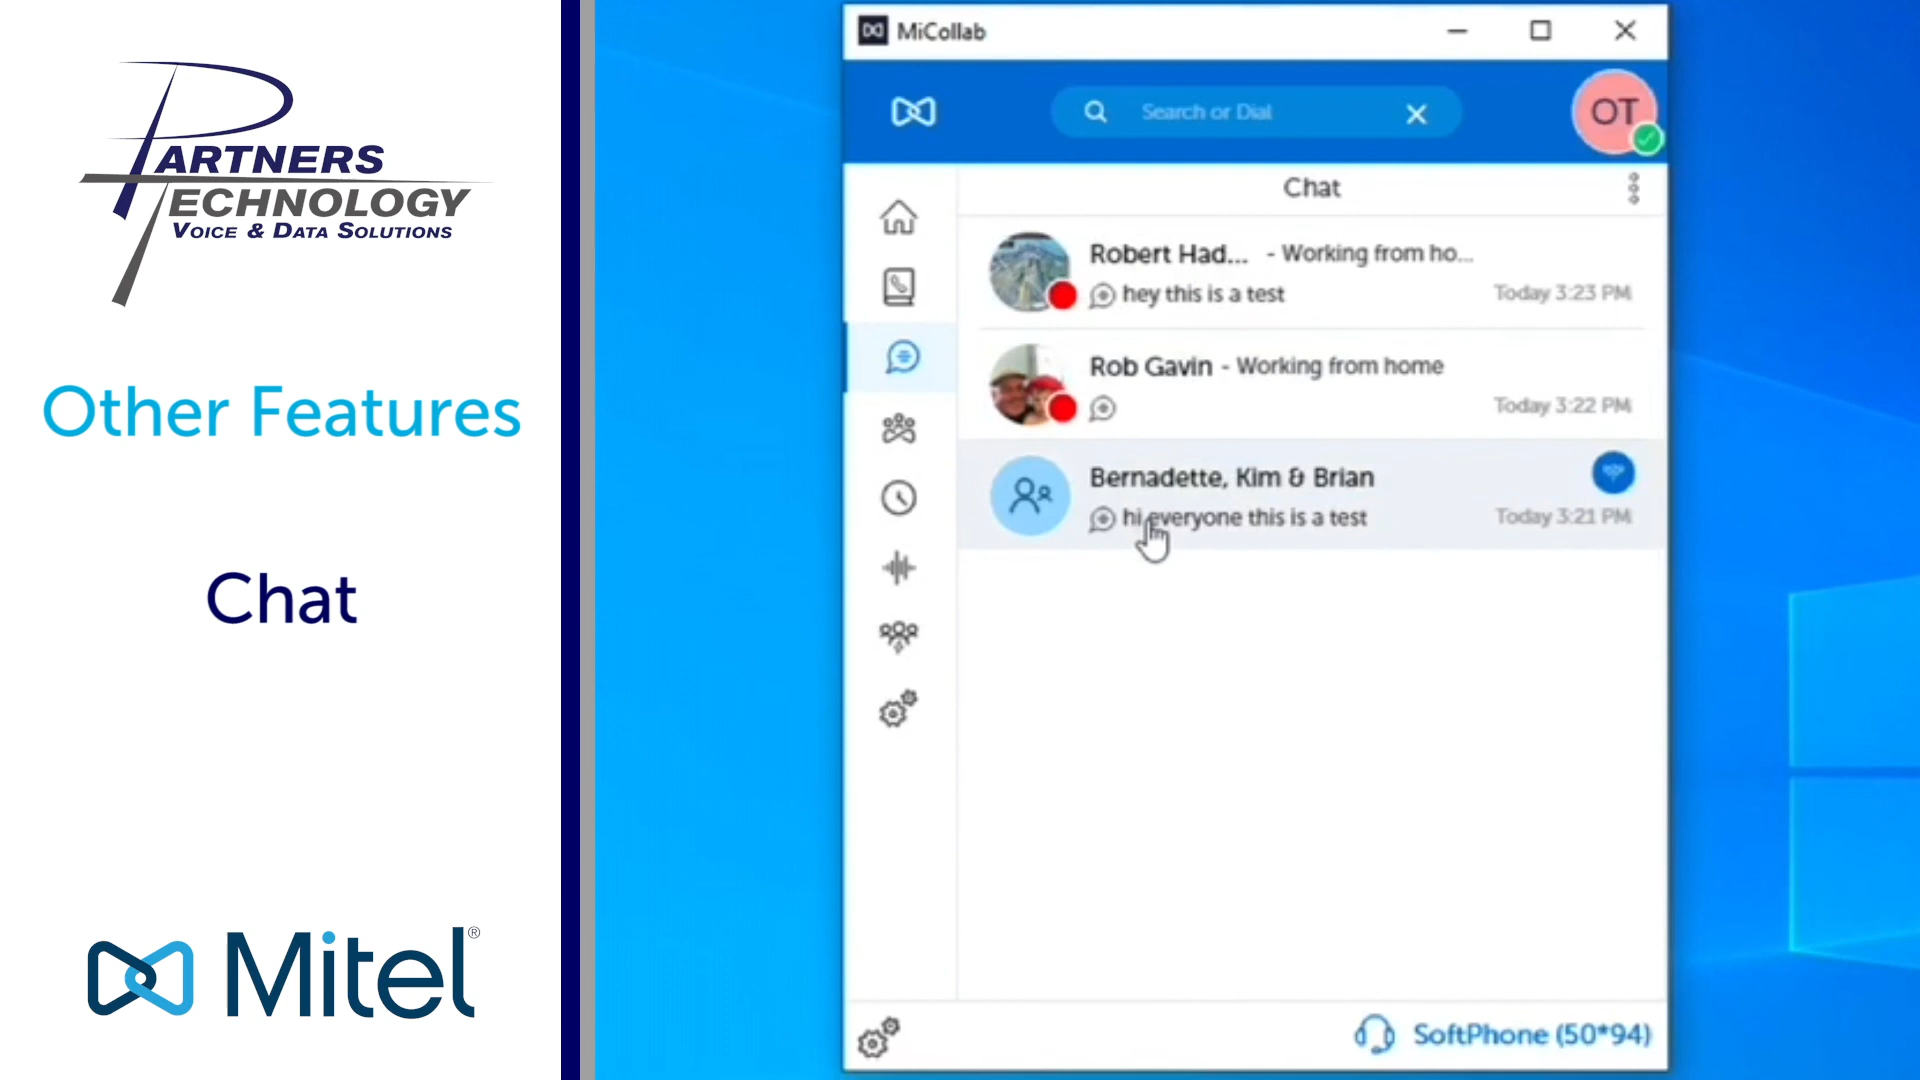 PARTNERS
TECHNOLOGY
VOICE & DATA SOLUTIONS
Other Features
Chat
Mitel®
MiCollab
Search or Dial
OT
Chat
Robert Had... - Working from ho...
hey this is a test
Today 3:23 PM
Rob Gavin - Working from home
Today 3:22 PM
Bernadette, Kim & Brian
hi everyone this is a test
Today 3:21 PM
SoftPhone (50*94)